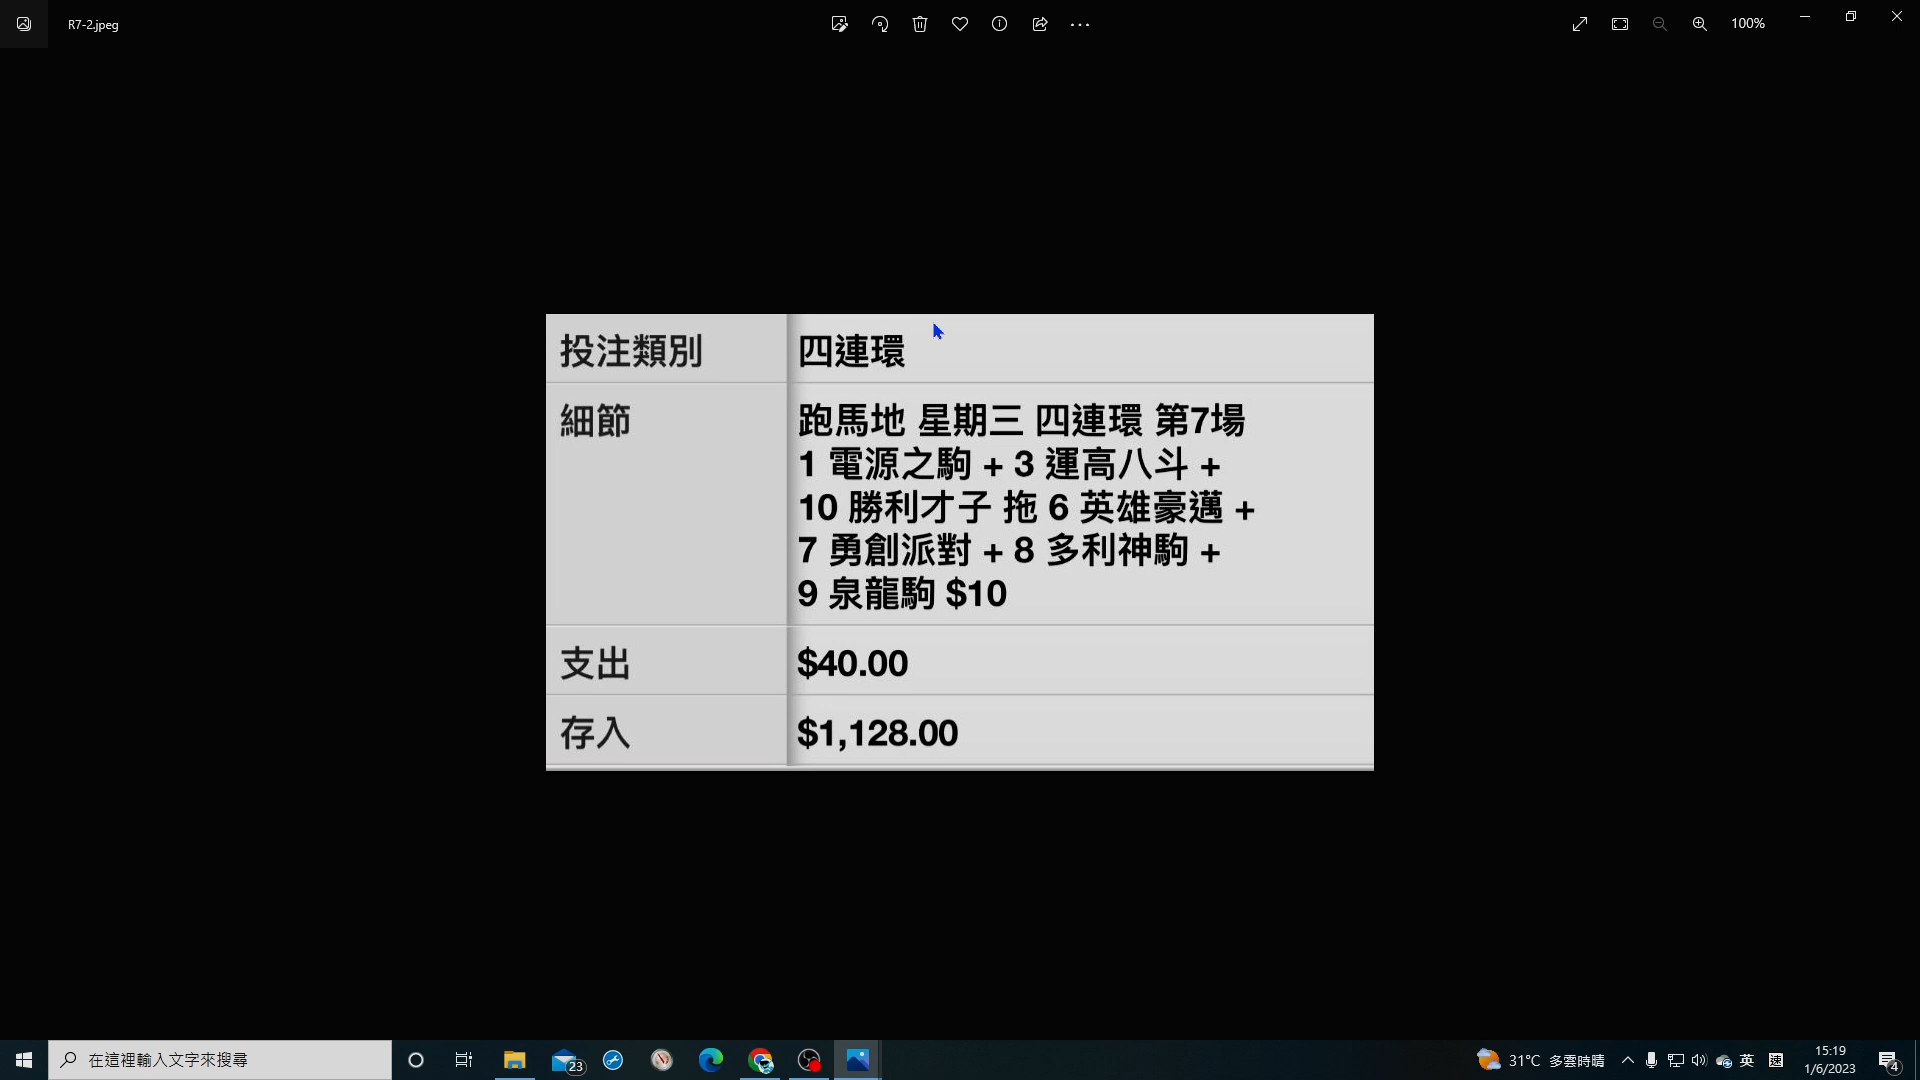 R7-2.jpeg
100%
投注類別 四連環
細節 跑馬地 星期三 四連環 第7場
1 電源之駒 + 3 運高八斗 +
10 勝利才子 拖 6 英雄豪邁 +
7 勇創派對 + 8 多利神駒 +
9 泉龍駒 $10
支出 $40.00
存入 $1,128.00
在這裡輸入文字來搜尋
23
31°C 多雲時晴
英
速
15:19
1/6/2023
4